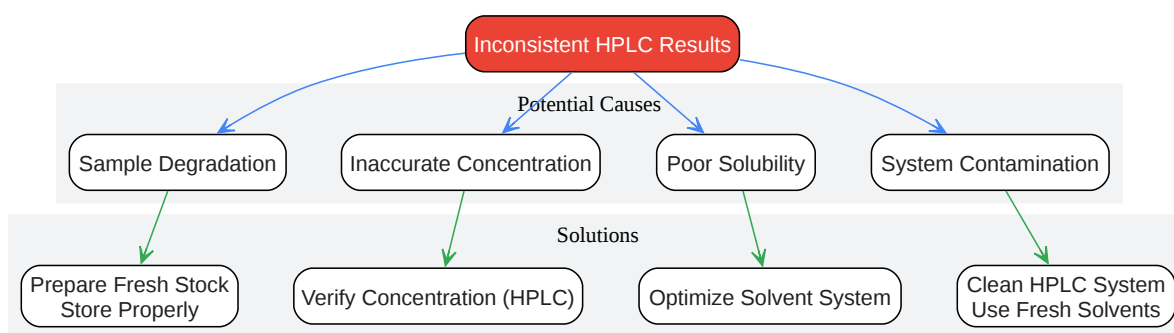 Inconsistent HPLC Results
Potential Causes
Sample Degradation
Inaccurate Concentration
Poor Solubility
System Contamination
Solutions
Prepare Fresh Stock
Store Properly
Verify Concentration (HPLC)
Optimize Solvent System
Clean HPLC System
Use Fresh Solvents